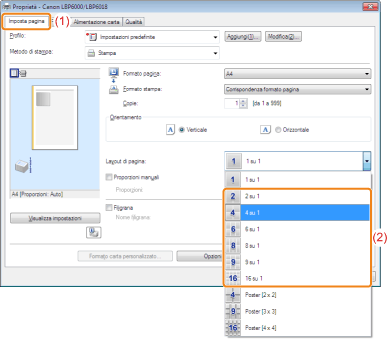 Proprietà - Canon LBP6000/LBP6018
Imposta pagina (1) Alimentazione carta Qualità
Profilo: Impostazioni predefinite Aggiungi(1)... Modifica(2)...
Metodo di stampa: Stampa
Formato pagina: A4
Formato stampa: Corrispondenza formato pagina
Copie: 1 [da 1 a 999]
Orientamento
A Verticale A Orizzontale
Layout di pagina: 1 1 su 1
Proporzioni manuali
Proporzioni:
Filigrana
Nome filigrana:
A4 [Proporzioni: Auto]
Visualizza impostazioni
Formato carta personalizzato...
Opzioni
1 1 su 1
2 2 su 1
4 4 su 1
6 6 su 1
8 8 su 1
9 9 su 1
16 16 su 1
(2)
4 Poster [2 x 2]
9 Poster [3 x 3]
16 Poster [4 x 4]